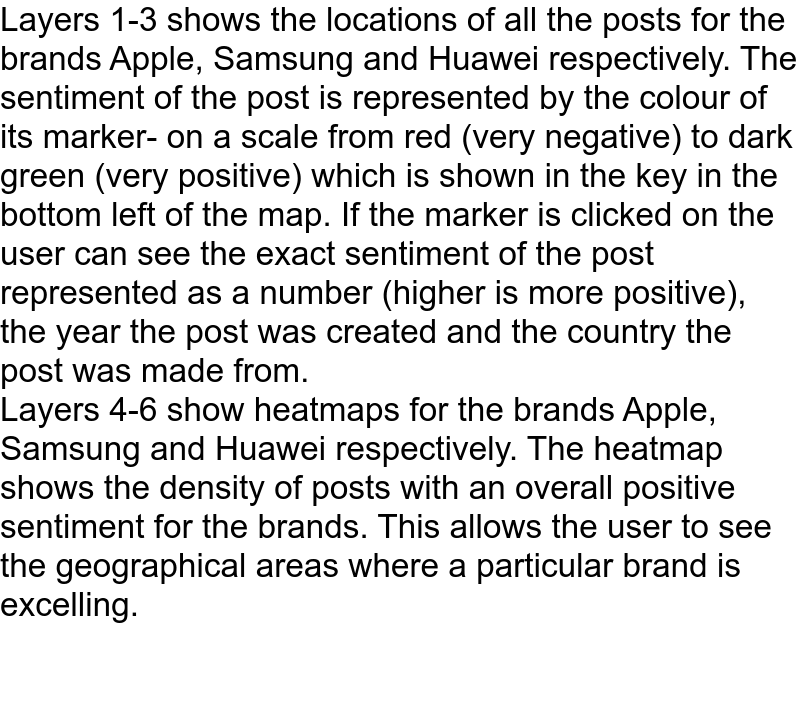 Layers 1-3 shows the locations of all the posts for the
brands Apple, Samsung and Huawei respectively. The
sentiment of the post is represented by the colour of
its marker- on a scale from red (very negative) to dark
green (very positive) which is shown in the key in the
bottom left of the map. If the marker is clicked on the
user can see the exact sentiment of the post
represented as a number (higher is more positive),
the year the post was created and the country the
post was made from.
Layers 4-6 show heatmaps for the brands Apple,
Samsung and Huawei respectively. The heatmap
shows the density of posts with an overall positive
sentiment for the brands. This allows the user to see
the geographical areas where a particular brand is
excelling.